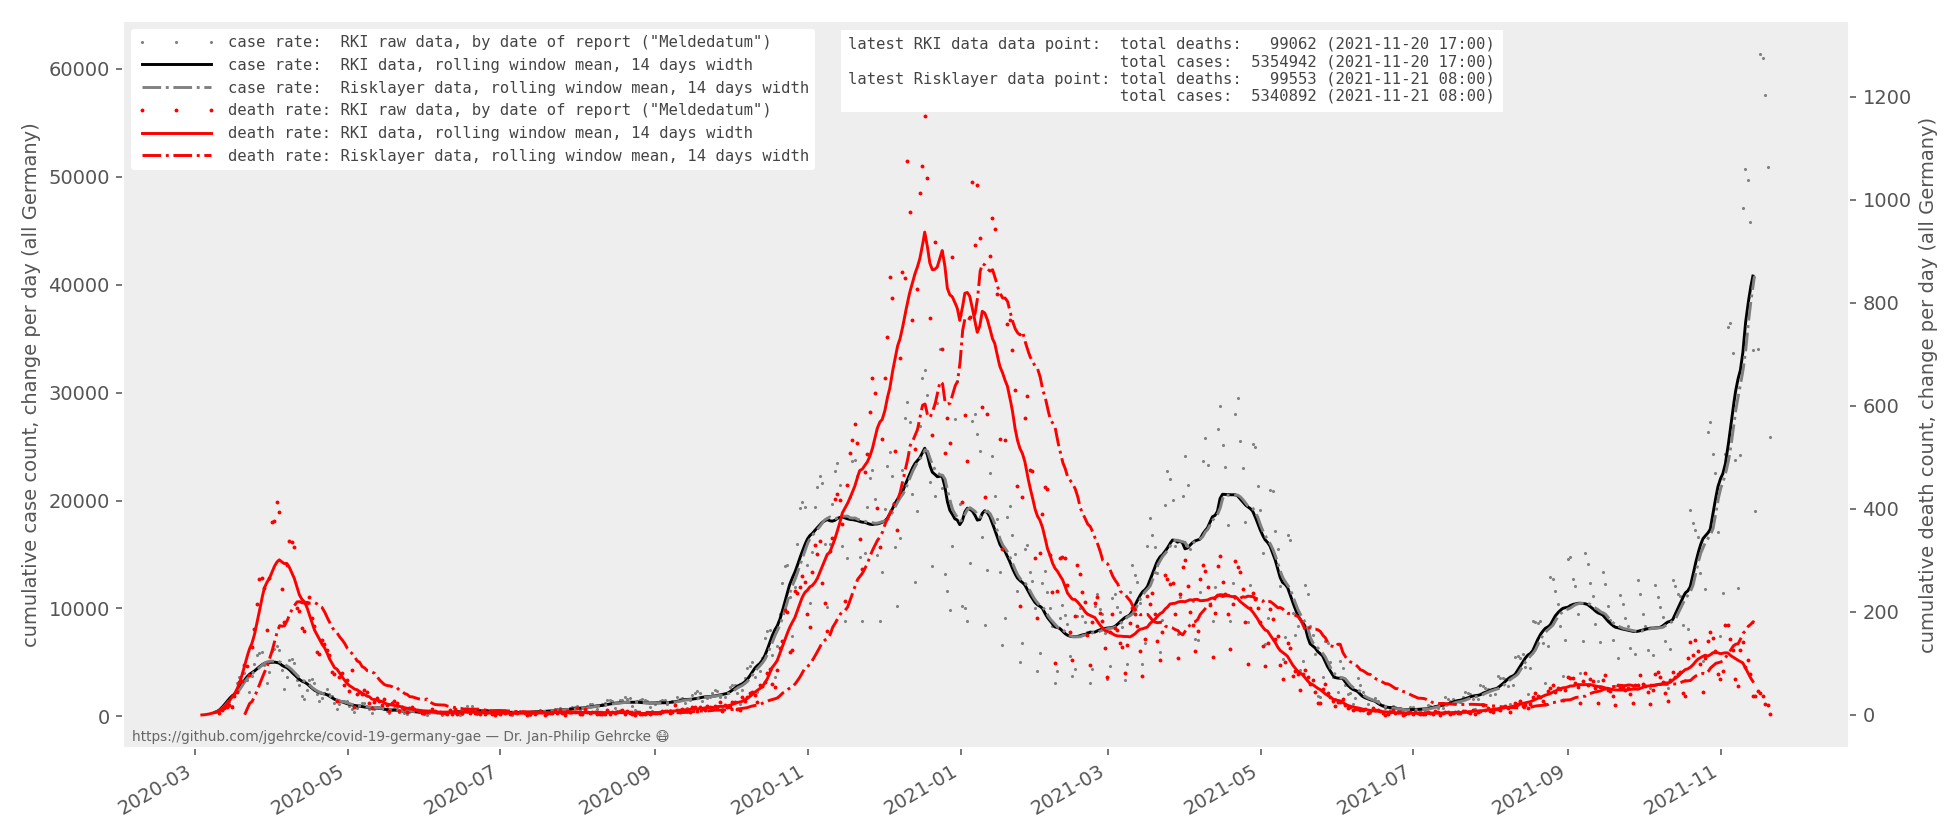 case rate:  RKI raw data, by date of report ("Meldedatum")
case rate:  RKI data, rolling window mean, 14 days width
case rate:  Risklayer data, rolling window mean, 14 days width
death rate: RKI raw data, by date of report ("Meldedatum")
death rate: RKI data, rolling window mean, 14 days width
death rate: Risklayer data, rolling window mean, 14 days width
latest RKI data data point:  total deaths:   99062 (2021-11-20 17:00)
total cases:  5354942 (2021-11-20 17:00)
latest Risklayer data point: total deaths:   99553 (2021-11-21 08:00)
total cases:  5340892 (2021-11-21 08:00)
cumulative case count, change per day (all Germany)
60000
50000
40000
30000
20000
10000
0
1200
1000
800
600
400
200
0
cumulative death count, change per day (all Germany)
https://github.com/jgehrcke/covid-19-germany-gae — Dr. Jan-Philip Gehrcke 😷
2020-03
2020-05
2020-07
2020-09
2020-11
2021-01
2021-03
2021-05
2021-07
2021-09
2021-11